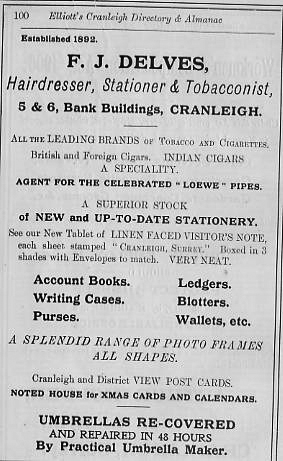 100 Elliott's Cranleigh Directory & Almanac
Established 1892.
F. J. DELVES,
Hairdresser, Stationer & Tobacconist,
5 & 6, Bank Buildings, CRANLEIGH.
ALL THE LEADING BRANDS OF TOBACCO AND CIGARETTES.
British and Foreign Cigars. INDIAN CIGARS
A SPECIALITY.
AGENT FOR THE CELEBRATED "LOEWE" PIPES.
A SUPERIOR STOCK
of NEW and UP-TO-DATE STATIONERY.
See our New Tablet of LINEN FACED VISITOR'S NOTE,
each sheet stamped "CRANLEIGH, SURREY." Boxed in 3
shades with Envelopes to match. VERY NEAT.
Account Books. Ledgers.
Writing Cases. Blotters.
Purses. Wallets, etc.
A SPLENDID RANGE OF PHOTO FRAMES
ALL SHAPES.
Cranleigh and District VIEW POST CARDS.
NOTED HOUSE for XMAS CARDS AND CALENDARS.
UMBRELLAS RE-COVERED
AND REPAIRED IN 48 HOURS
By Practical Umbrella Maker.